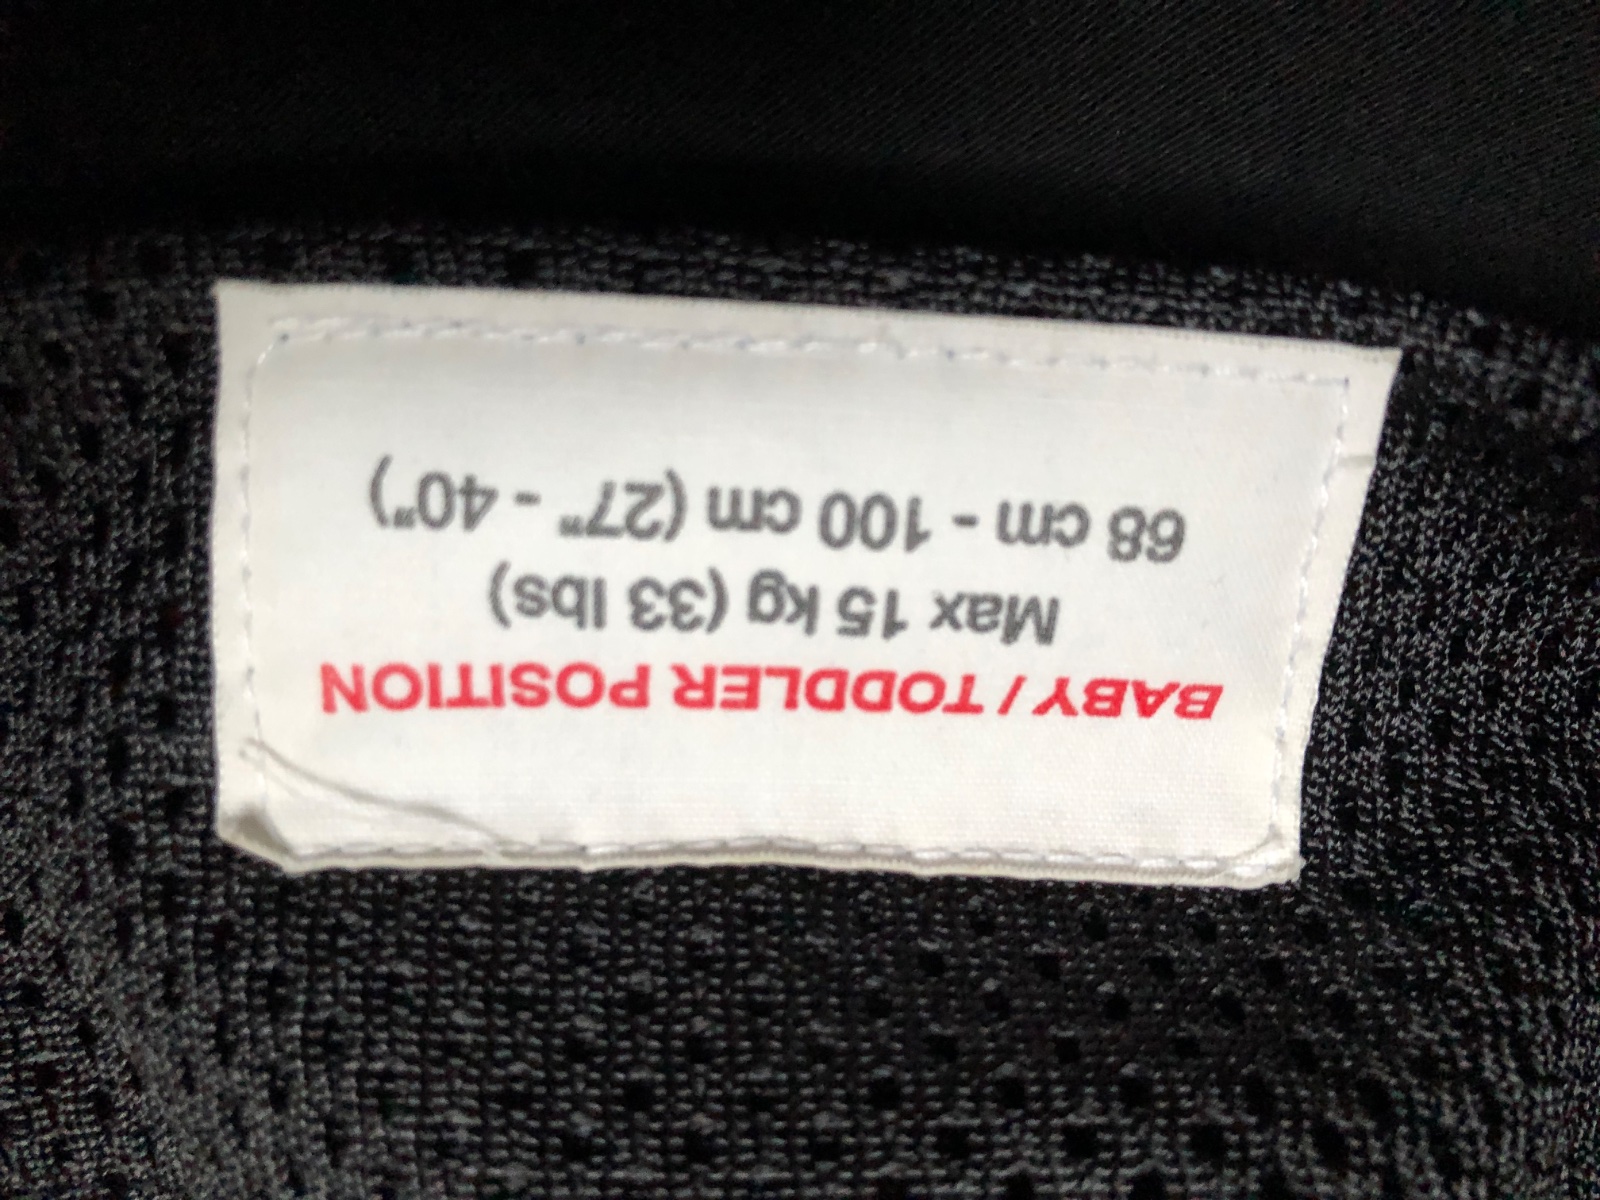 BABY / TODDLER POSITION
Max 15 kg (33 lbs)
68 cm - 100 cm (27" - 40")